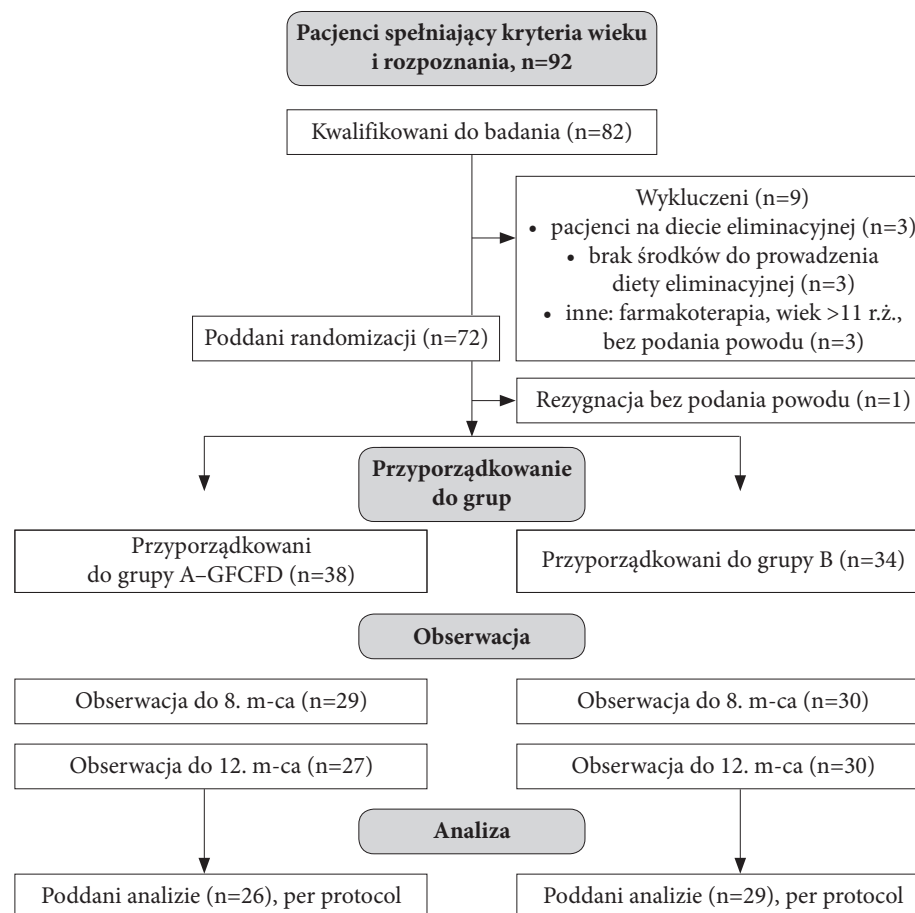 Pacjenci spełniający kryteria wieku
i rozpoznania, n=92
Kwalifikowani do badania (n=82)
Wykluczeni (n=9)
• pacjenci na diecie eliminacyjnej (n=3)
• brak środków do prowadzenia
diety eliminacyjnej (n=3)
• inne: farmakoterapia, wiek >11 r.ż.,
bez podania powodu (n=3)
Poddani randomizacji (n=72)
Rezygnacja bez podania powodu (n=1)
Przyporządkowanie
do grup
Przyporządkowani
do grupy A–GFCFD (n=38)
Przyporządkowani do grupy B (n=34)
Obserwacja
Obserwacja do 8. m-ca (n=29)
Obserwacja do 8. m-ca (n=30)
Obserwacja do 12. m-ca (n=27)
Obserwacja do 12. m-ca (n=30)
Analiza
Poddani analizie (n=26), per protocol
Poddani analizie (n=29), per protocol